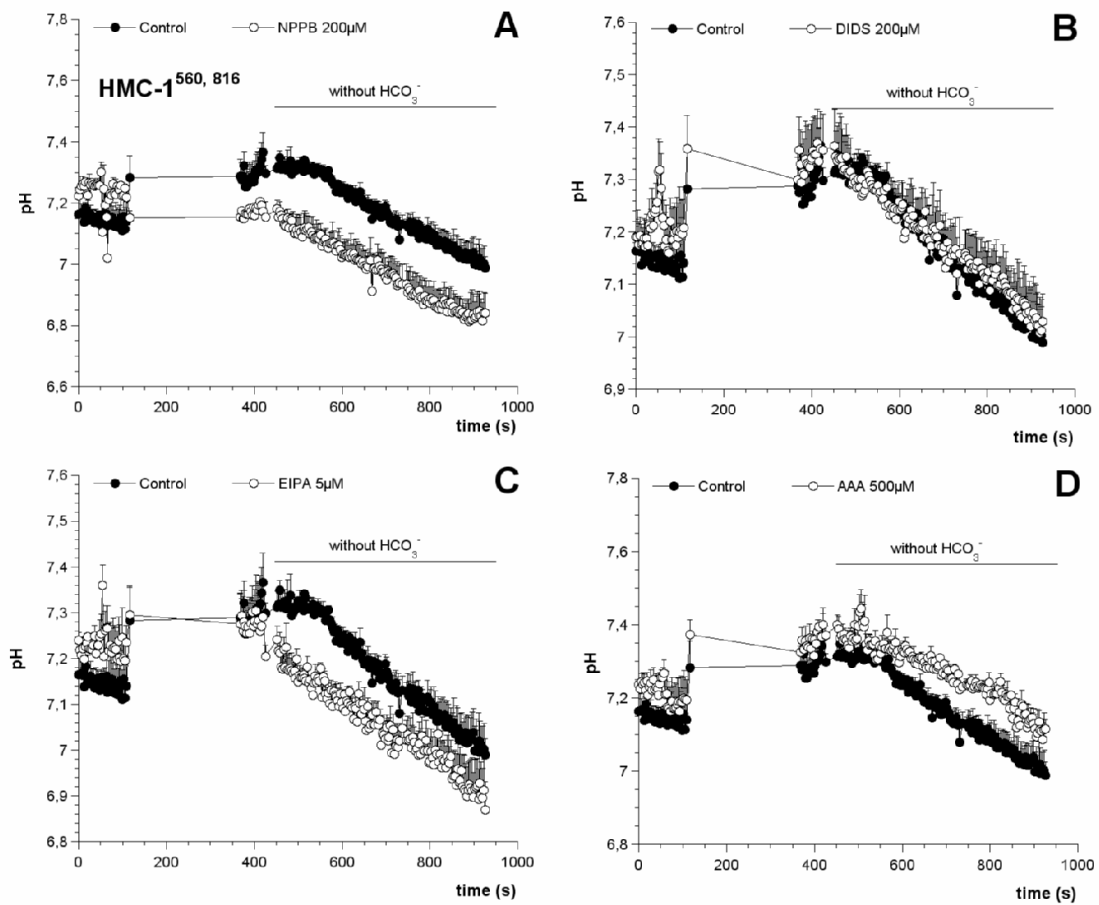 A
Control NPPB 200µM
HMC-1 560, 816
without HCO3-
pH
7,8
7,6
7,4
7,2
7
6,8
6,6
0 200 400 600 800 1000
time (s)
B
Control DIDS 200µM
without HCO3-
pH
7,6
7,5
7,4
7,3
7,2
7,1
7
6,9
0 200 400 600 800 1000
time (s)
C
Control EIPA 5µM
without HCO3-
pH
7,6
7,5
7,4
7,3
7,2
7,1
7
6,9
6,8
0 200 400 600 800 1000
time (s)
D
Control AAA 500µM
without HCO3-
pH
7,8
7,6
7,4
7,2
7
6,8
0 200 400 600 800 1000
time (s)